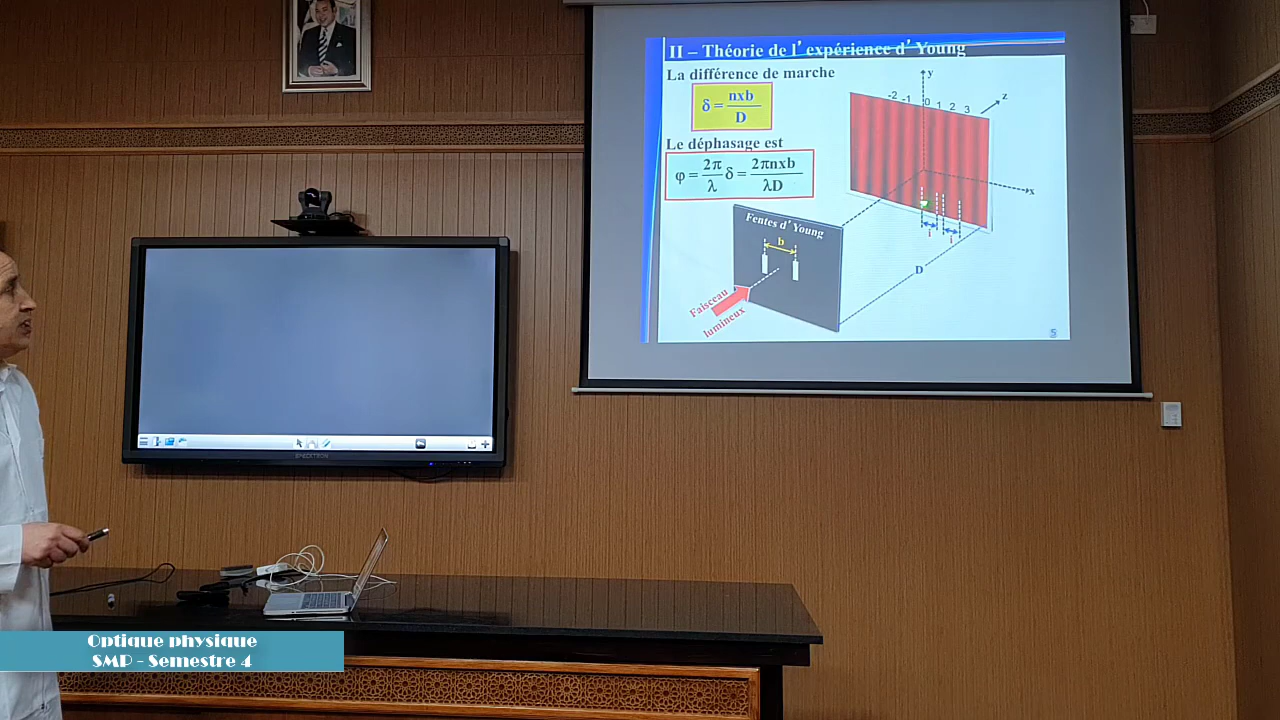 II – Théorie de l'expérience d'Young
La différence de marche
δ = nxb / D
Le déphasage est
φ = 2π/λ δ = 2πnxb / λD
y
z
x
-2 -1 0 1 2 3
i i
D
Fentes d'Young
b
Faisceau
lumineux
5
SPECKTRON
Optique physique
SMP - Semestre 4